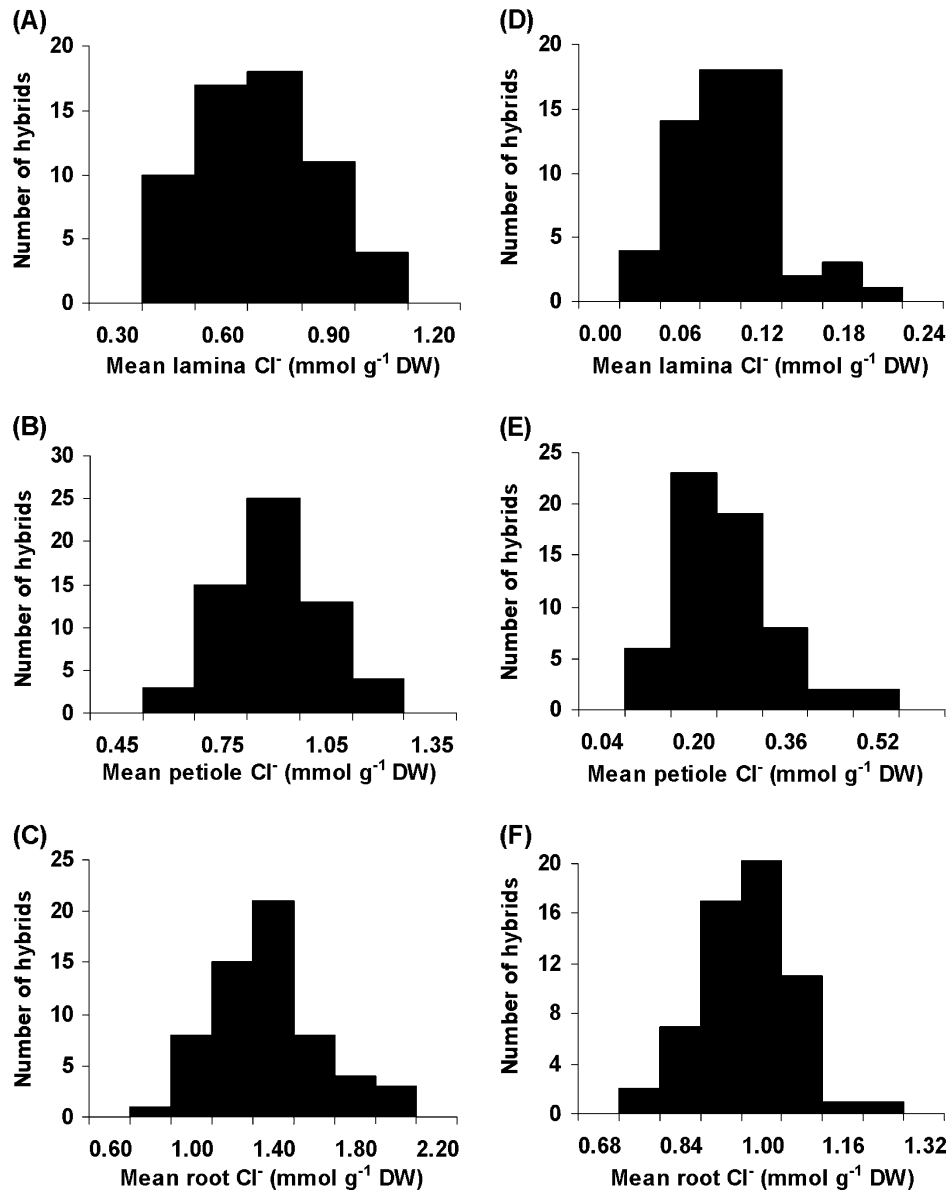 (A)
20
15
10
5
0
Number of hybrids
0.30 0.60 0.90 1.20
Mean lamina Cl⁻ (mmol g⁻¹ DW)
(D)
20
15
10
5
0
Number of hybrids
0.00 0.06 0.12 0.18 0.24
Mean lamina Cl⁻ (mmol g⁻¹ DW)
(B)
30
25
20
15
10
5
0
Number of hybrids
0.45 0.75 1.05 1.35
Mean petiole Cl⁻ (mmol g⁻¹ DW)
(E)
25
20
15
10
5
0
Number of hybrids
0.04 0.20 0.36 0.52
Mean petiole Cl⁻ (mmol g⁻¹ DW)
(C)
25
20
15
10
5
0
Number of hybrids
0.60 1.00 1.40 1.80 2.20
Mean root Cl⁻ (mmol g⁻¹ DW)
(F)
20
16
12
8
4
0
Number of hybrids
0.68 0.84 1.00 1.16 1.32
Mean root Cl⁻ (mmol g⁻¹ DW)